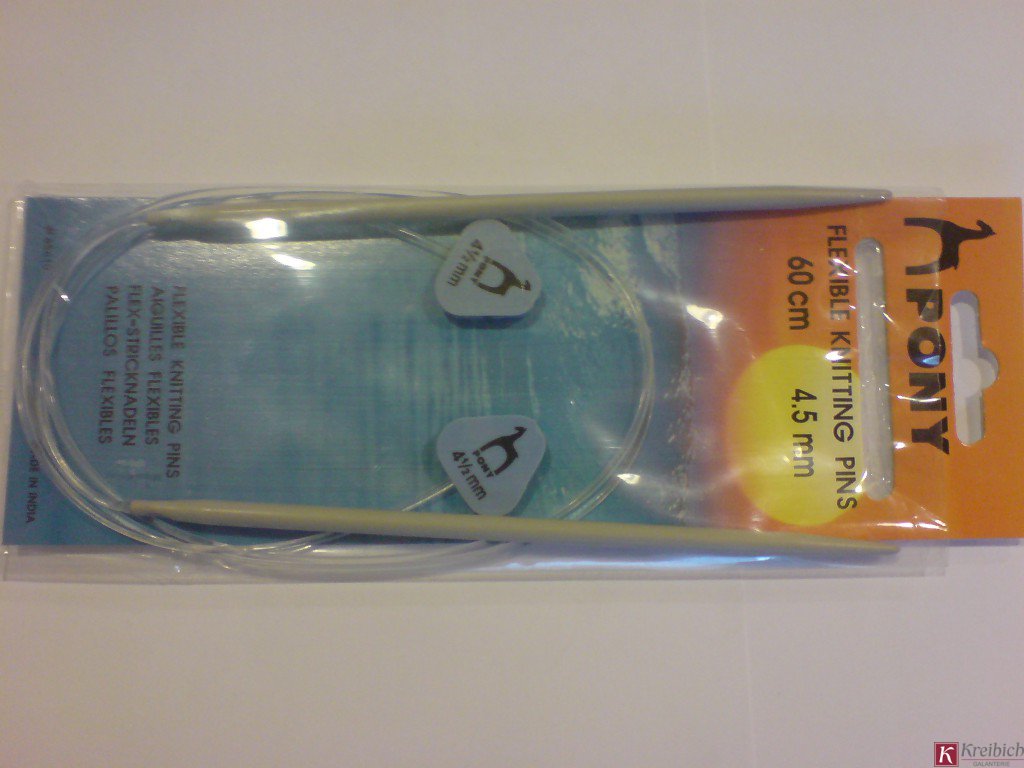 PONY
FLEXIBLE KNITTING PINS
60 cm 4.5 mm
4½ mm
PONY
PONY
4½ mm
FLEXIBLE KNITTING PINS
AIGUILLES FLEXIBLES
FLEX-STRICKNADELN
PALILLOS FLEXIBLES
IN INDIA
K Kreibich
GALANTERIE